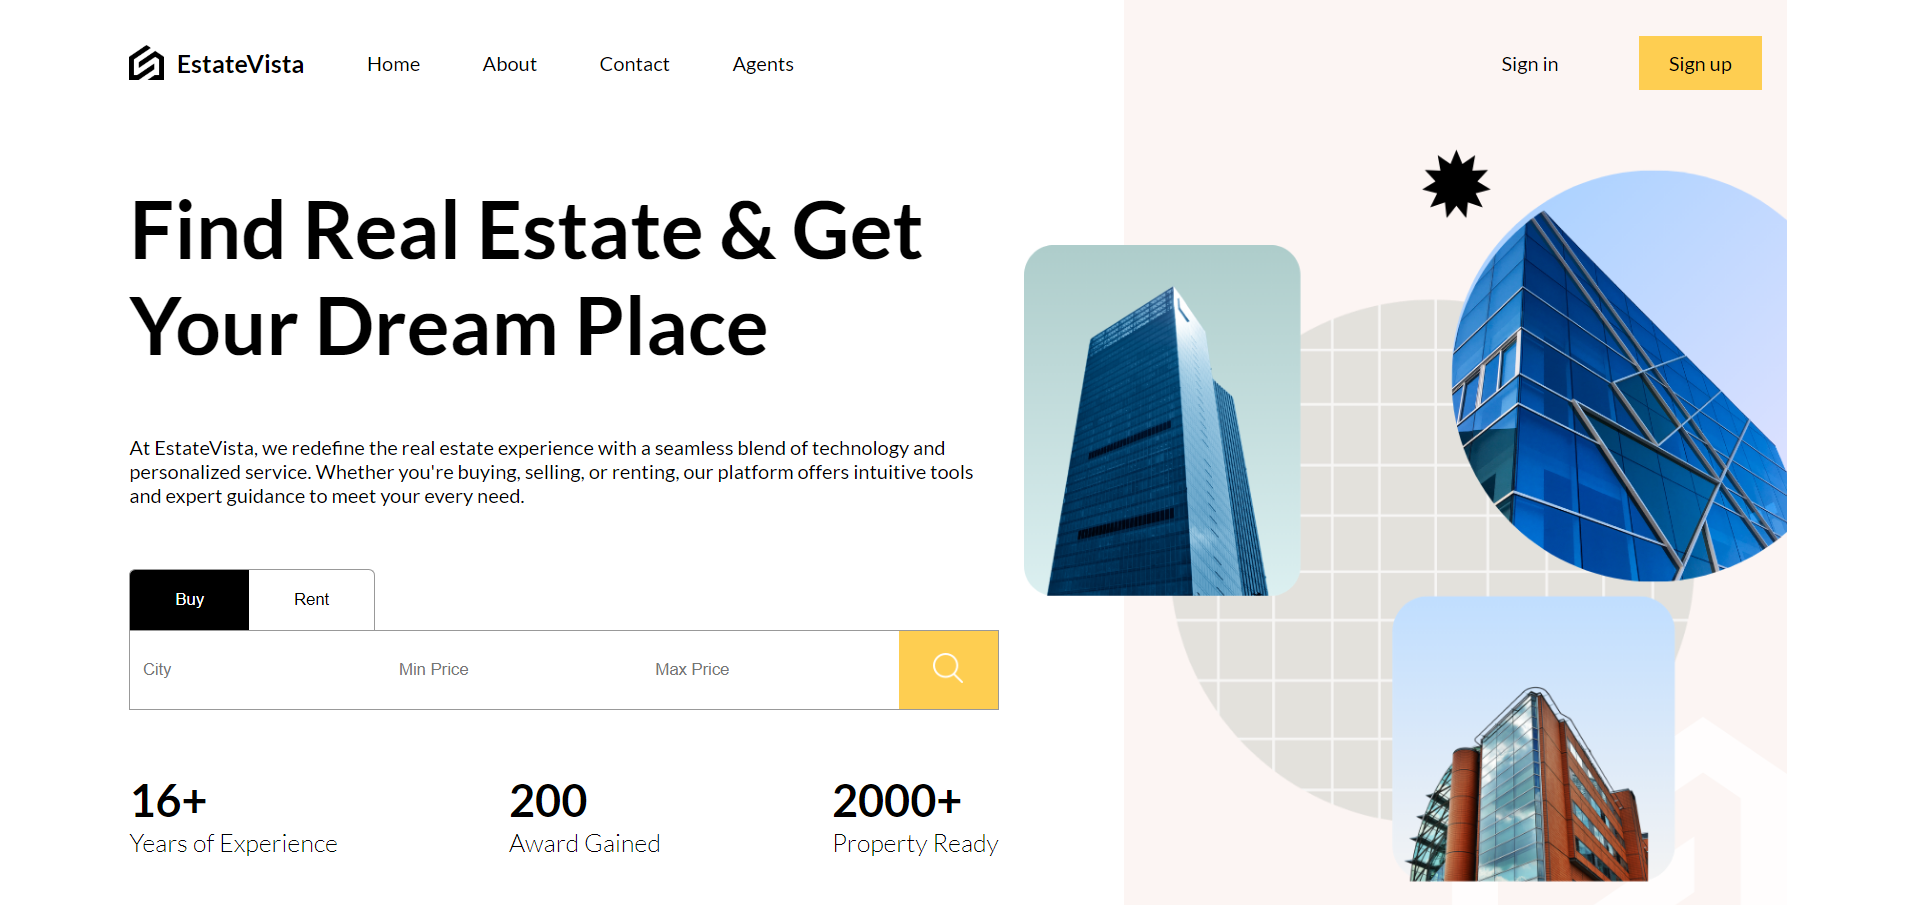 EstateVista
Home
About
Contact
Agents
Sign in
Sign up
Find Real Estate & Get
Your Dream Place
At EstateVista, we redefine the real estate experience with a seamless blend of technology and
personalized service. Whether you're buying, selling, or renting, our platform offers intuitive tools
and expert guidance to meet your every need.
Buy
Rent
City
Min Price
Max Price
16+
Years of Experience
200
Award Gained
2000+
Property Ready